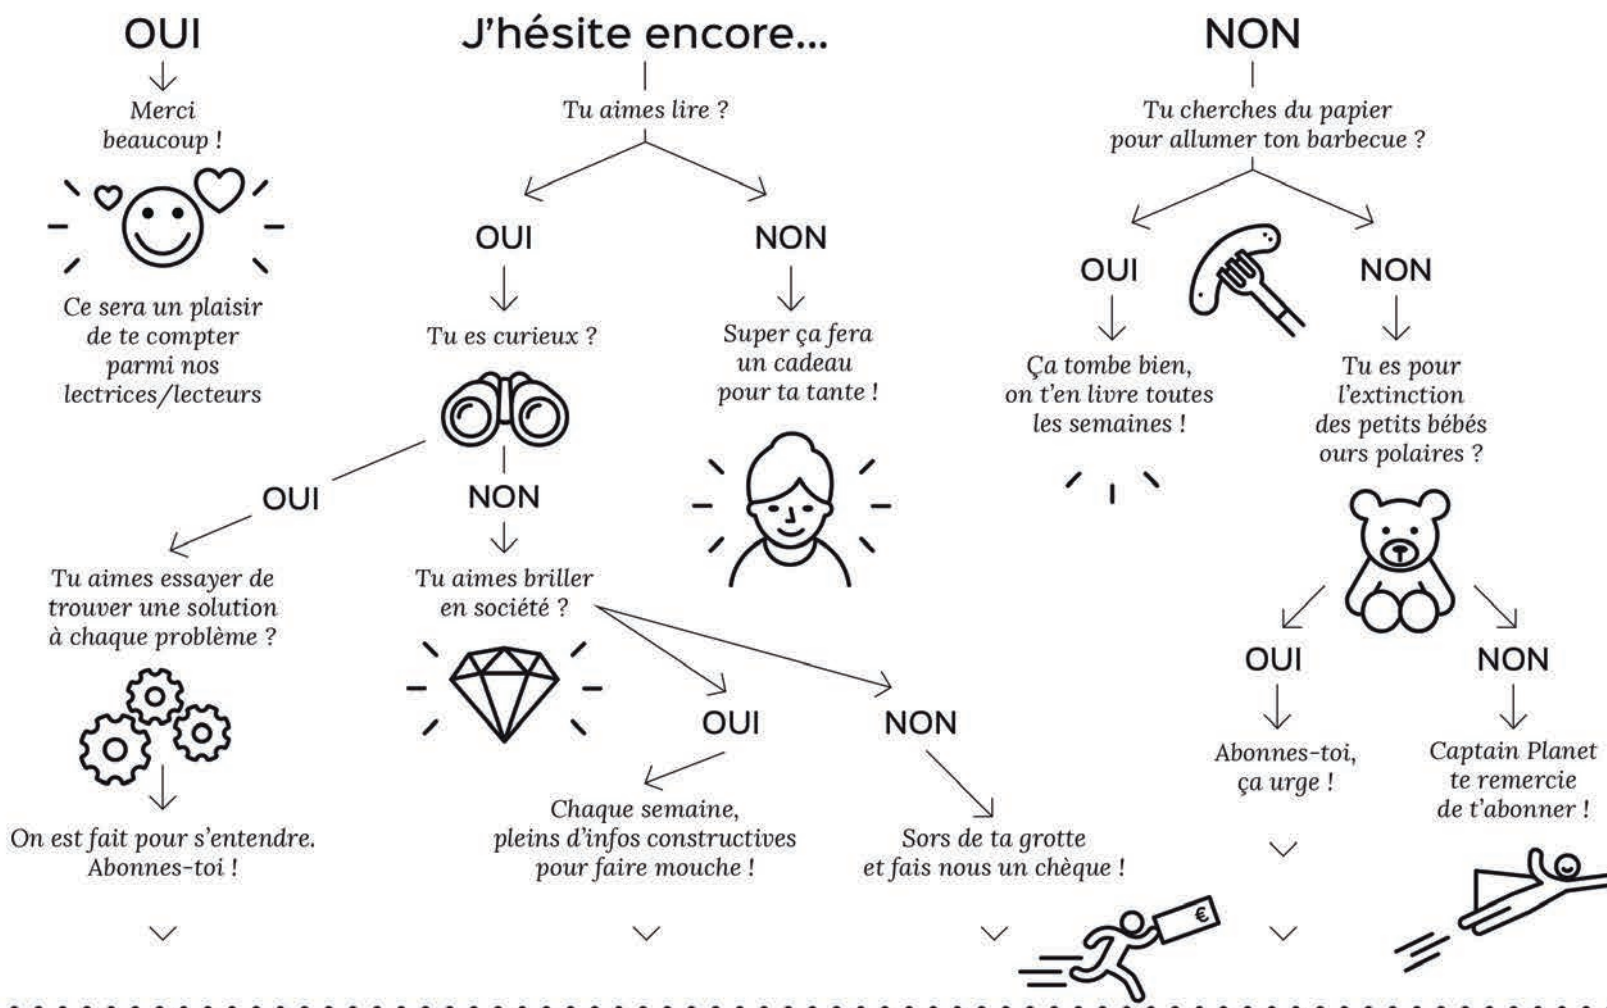 OUI
Merci
beaucoup !
Ce sera un plaisir
de te compter
parmi nos
lectrices/lecteurs
J'hésite encore...
Tu aimes lire ?
OUI
Tu es curieux ?
OUI
Tu aimes essayer de
trouver une solution
à chaque problème ?
On est fait pour s'entendre.
Abonnes-toi !
NON
Tu aimes briller
en société ?
OUI
Chaque semaine,
pleins d'infos constructives
pour faire mouche !
NON
Sors de ta grotte
et fais nous un chèque !
€
NON
Super ça fera
un cadeau
pour ta tante !
NON
Tu cherches du papier
pour allumer ton barbecue ?
OUI
Ça tombe bien,
on t'en livre toutes
les semaines !
NON
Tu es pour
l'extinction
des petits bébés
ours polaires ?
OUI
Abonnes-toi,
ça urge !
NON
Captain Planet
te remercie
de t'abonner !